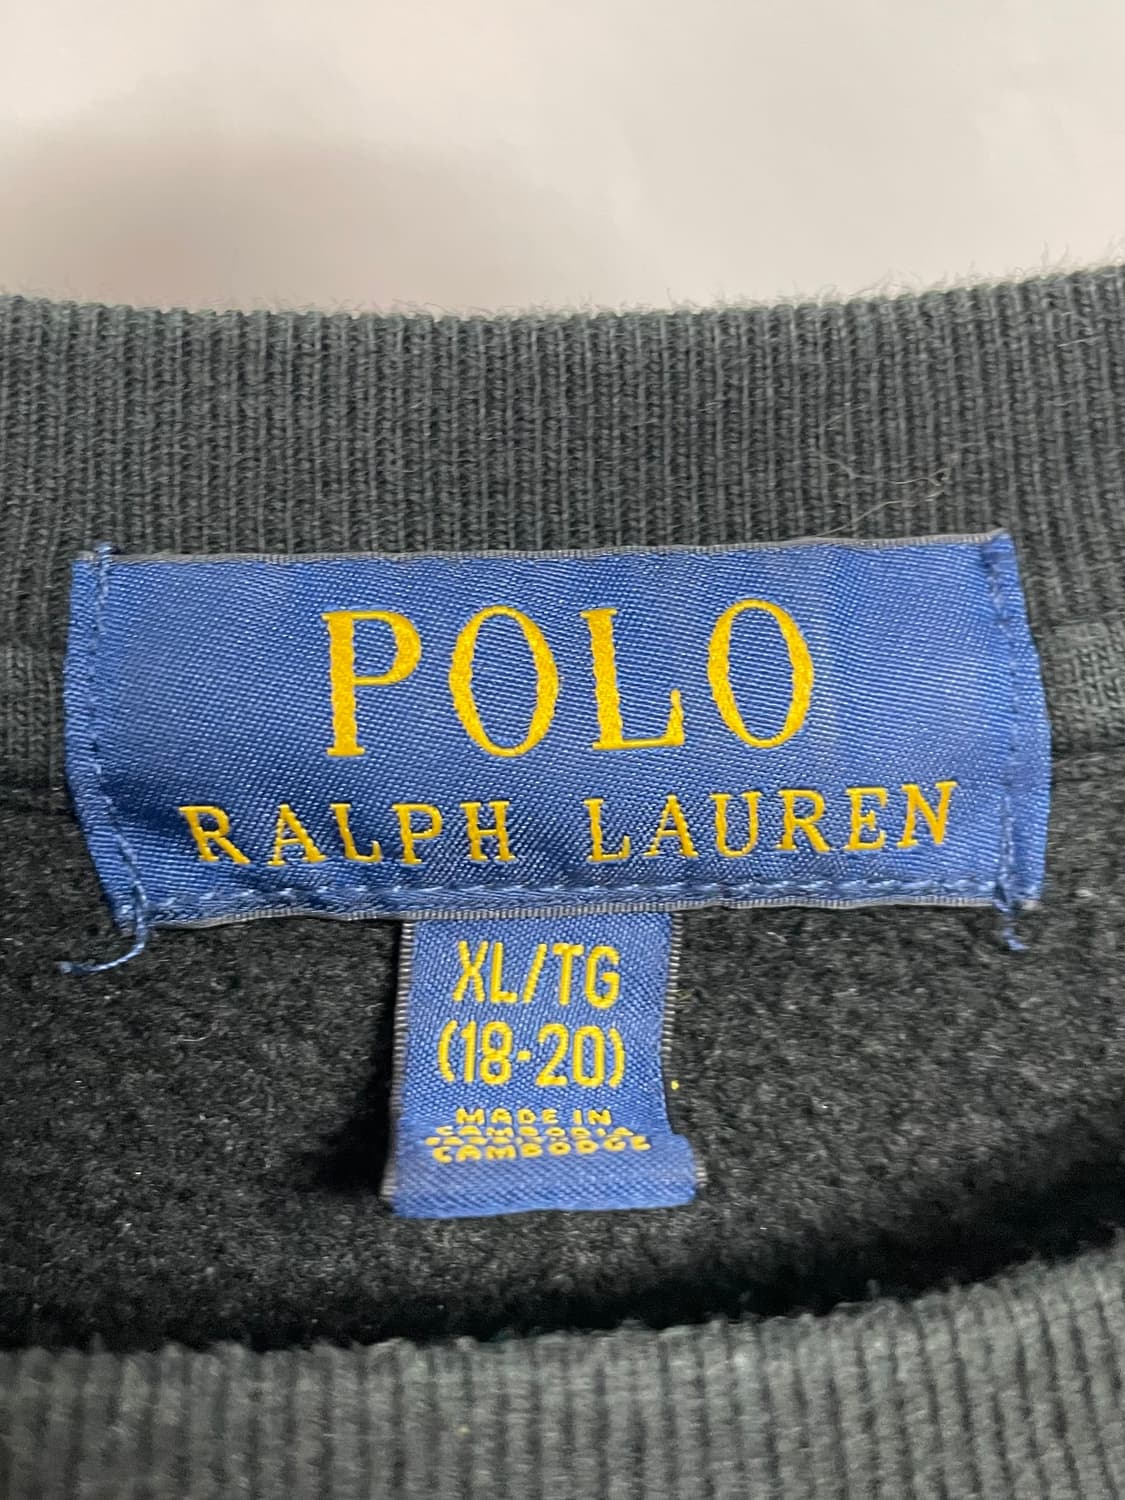 POLO
RALPH LAUREN
XL/TG
(18-20)
MADE IN
CAMBODIA
CAMBODGE